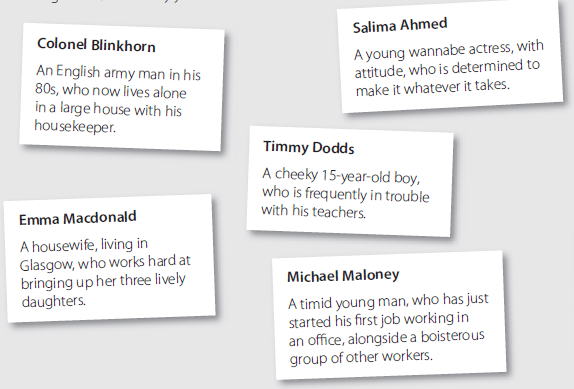 Colonel Blinkhorn
An English army man in his
80s, who now lives alone
in a large house with his
housekeeper.
Salima Ahmed
A young wannabe actress, with
attitude, who is determined to
make it whatever it takes.
Timmy Dodds
A cheeky 15-year-old boy,
who is frequently in trouble
with his teachers.
Emma Macdonald
A housewife, living in
Glasgow, who works hard at
bringing up her three lively
daughters.
Michael Maloney
A timid young man, who has just
started his first job working in
an office, alongside a boisterous
group of other workers.